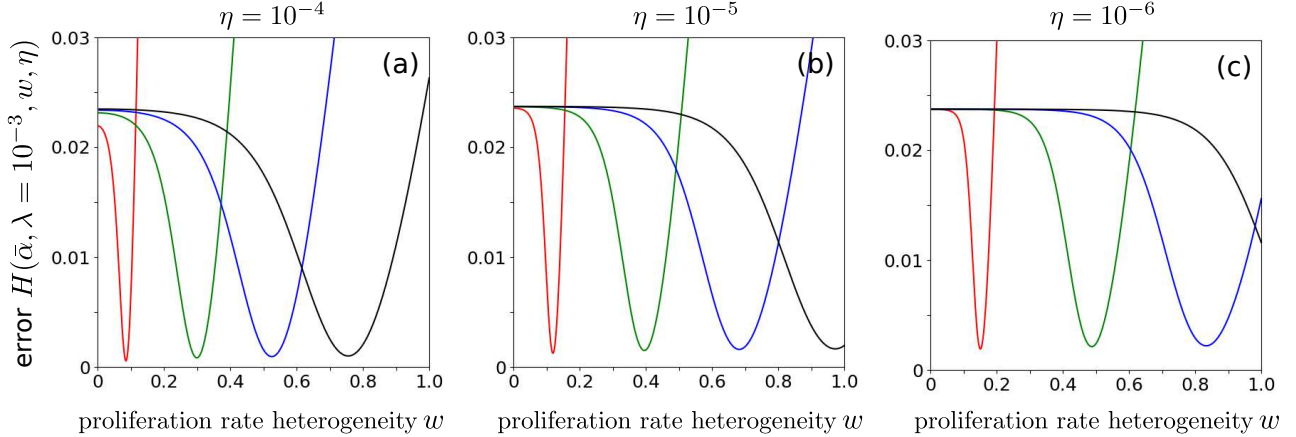 η = 10⁻⁴
η = 10⁻⁵
η = 10⁻⁶
error H(ᾱ, λ = 10⁻³, w, η)
0.03
0.02
0.01
0
(a)
0 0.2 0.4 0.6 0.8 1.0
proliferation rate heterogeneity w
0.03
0.02
0.01
0
(b)
0 0.2 0.4 0.6 0.8 1.0
proliferation rate heterogeneity w
0.03
0.02
0.01
0
(c)
0 0.2 0.4 0.6 0.8 1.0
proliferation rate heterogeneity w